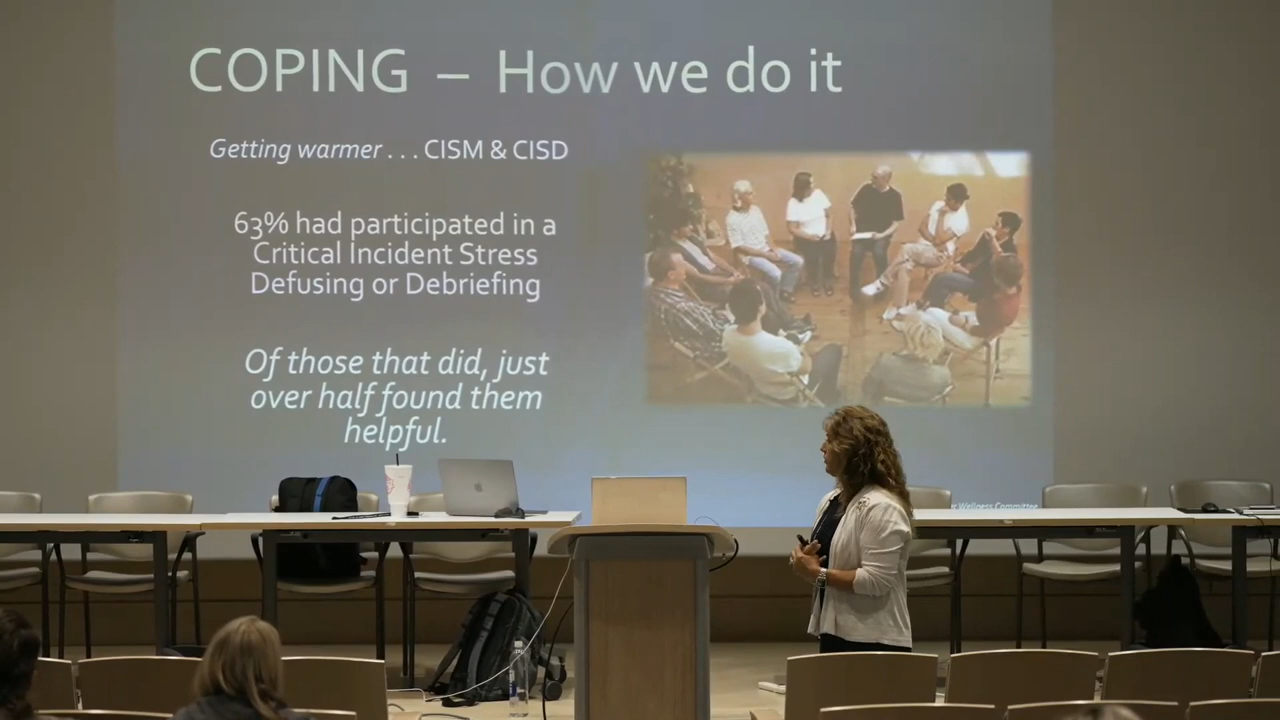 COPING – How we do it
Getting warmer . . . CISM & CISD
63% had participated in a
Critical Incident Stress
Defusing or Debriefing
Of those that did, just
over half found them
helpful.
Wellness Committee